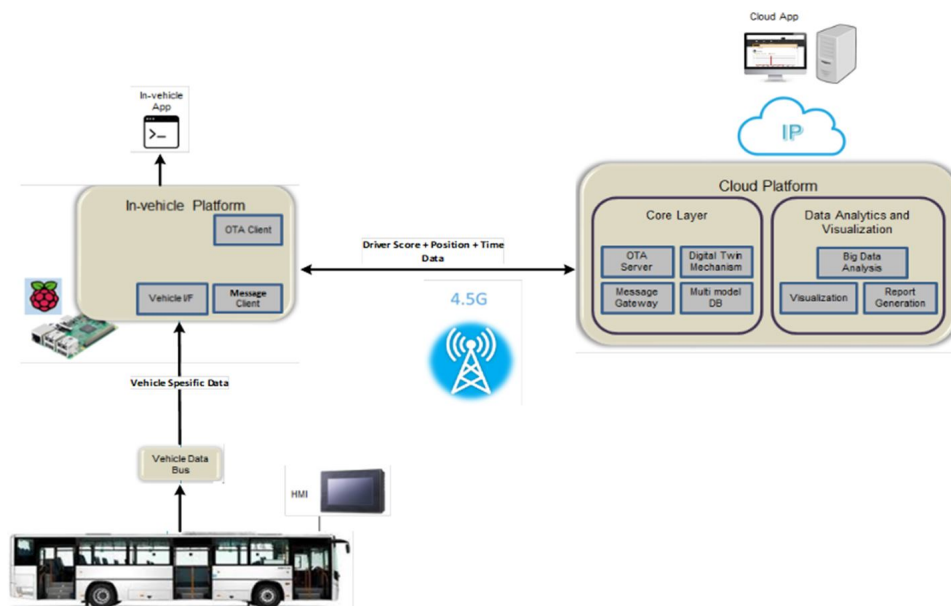 Cloud App
IP
In-vehicle
App
In-vehicle Platform
OTA Client
Vehicle I/F
Message
Client
Driver Score + Position + Time
Data
4.5G
Cloud Platform
Core Layer
OTA
Server
Digital Twin
Mechanism
Message
Gateway
Multi model
DB
Data Analytics and
Visualization
Big Data
Analysis
Visualization
Report
Generation
Vehicle Spesific Data
Vehicle Data
Bus
HMI